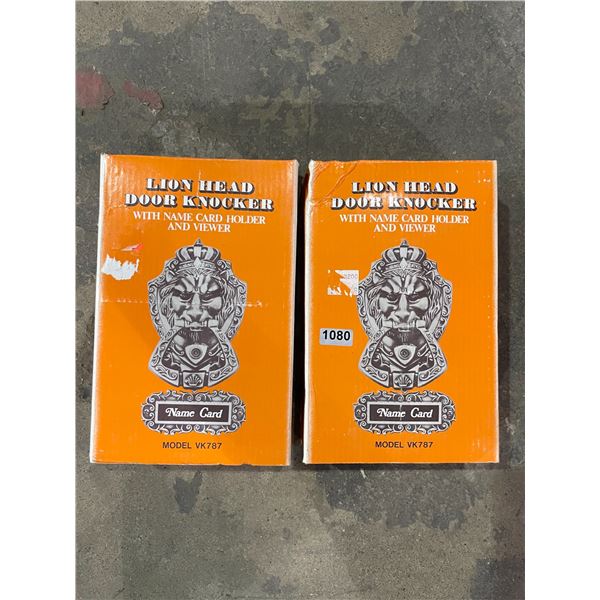 LION HEAD
DOOR KNOCKER
WITH NAME CARD HOLDER
AND VIEWER
Name Card
MODEL VK787
LION HEAD
DOOR KNOCKER
WITH NAME CARD HOLDER
AND VIEWER
1080
Name Card
MODEL VK787